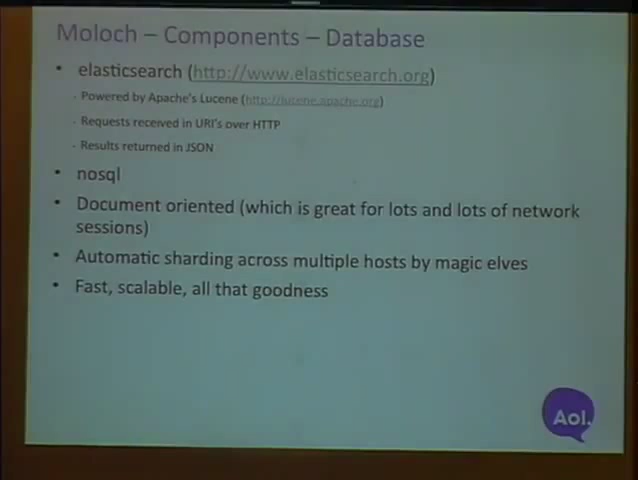 Moloch – Components – Database
• elasticsearch (http://www.elasticsearch.org)
- Powered by Apache's Lucene (http://lucene.apache.org)
- Requests received in URI's over HTTP
- Results returned in JSON
• nosql
• Document oriented (which is great for lots and lots of network
sessions)
• Automatic sharding across multiple hosts by magic elves
• Fast, scalable, all that goodness
Aol.